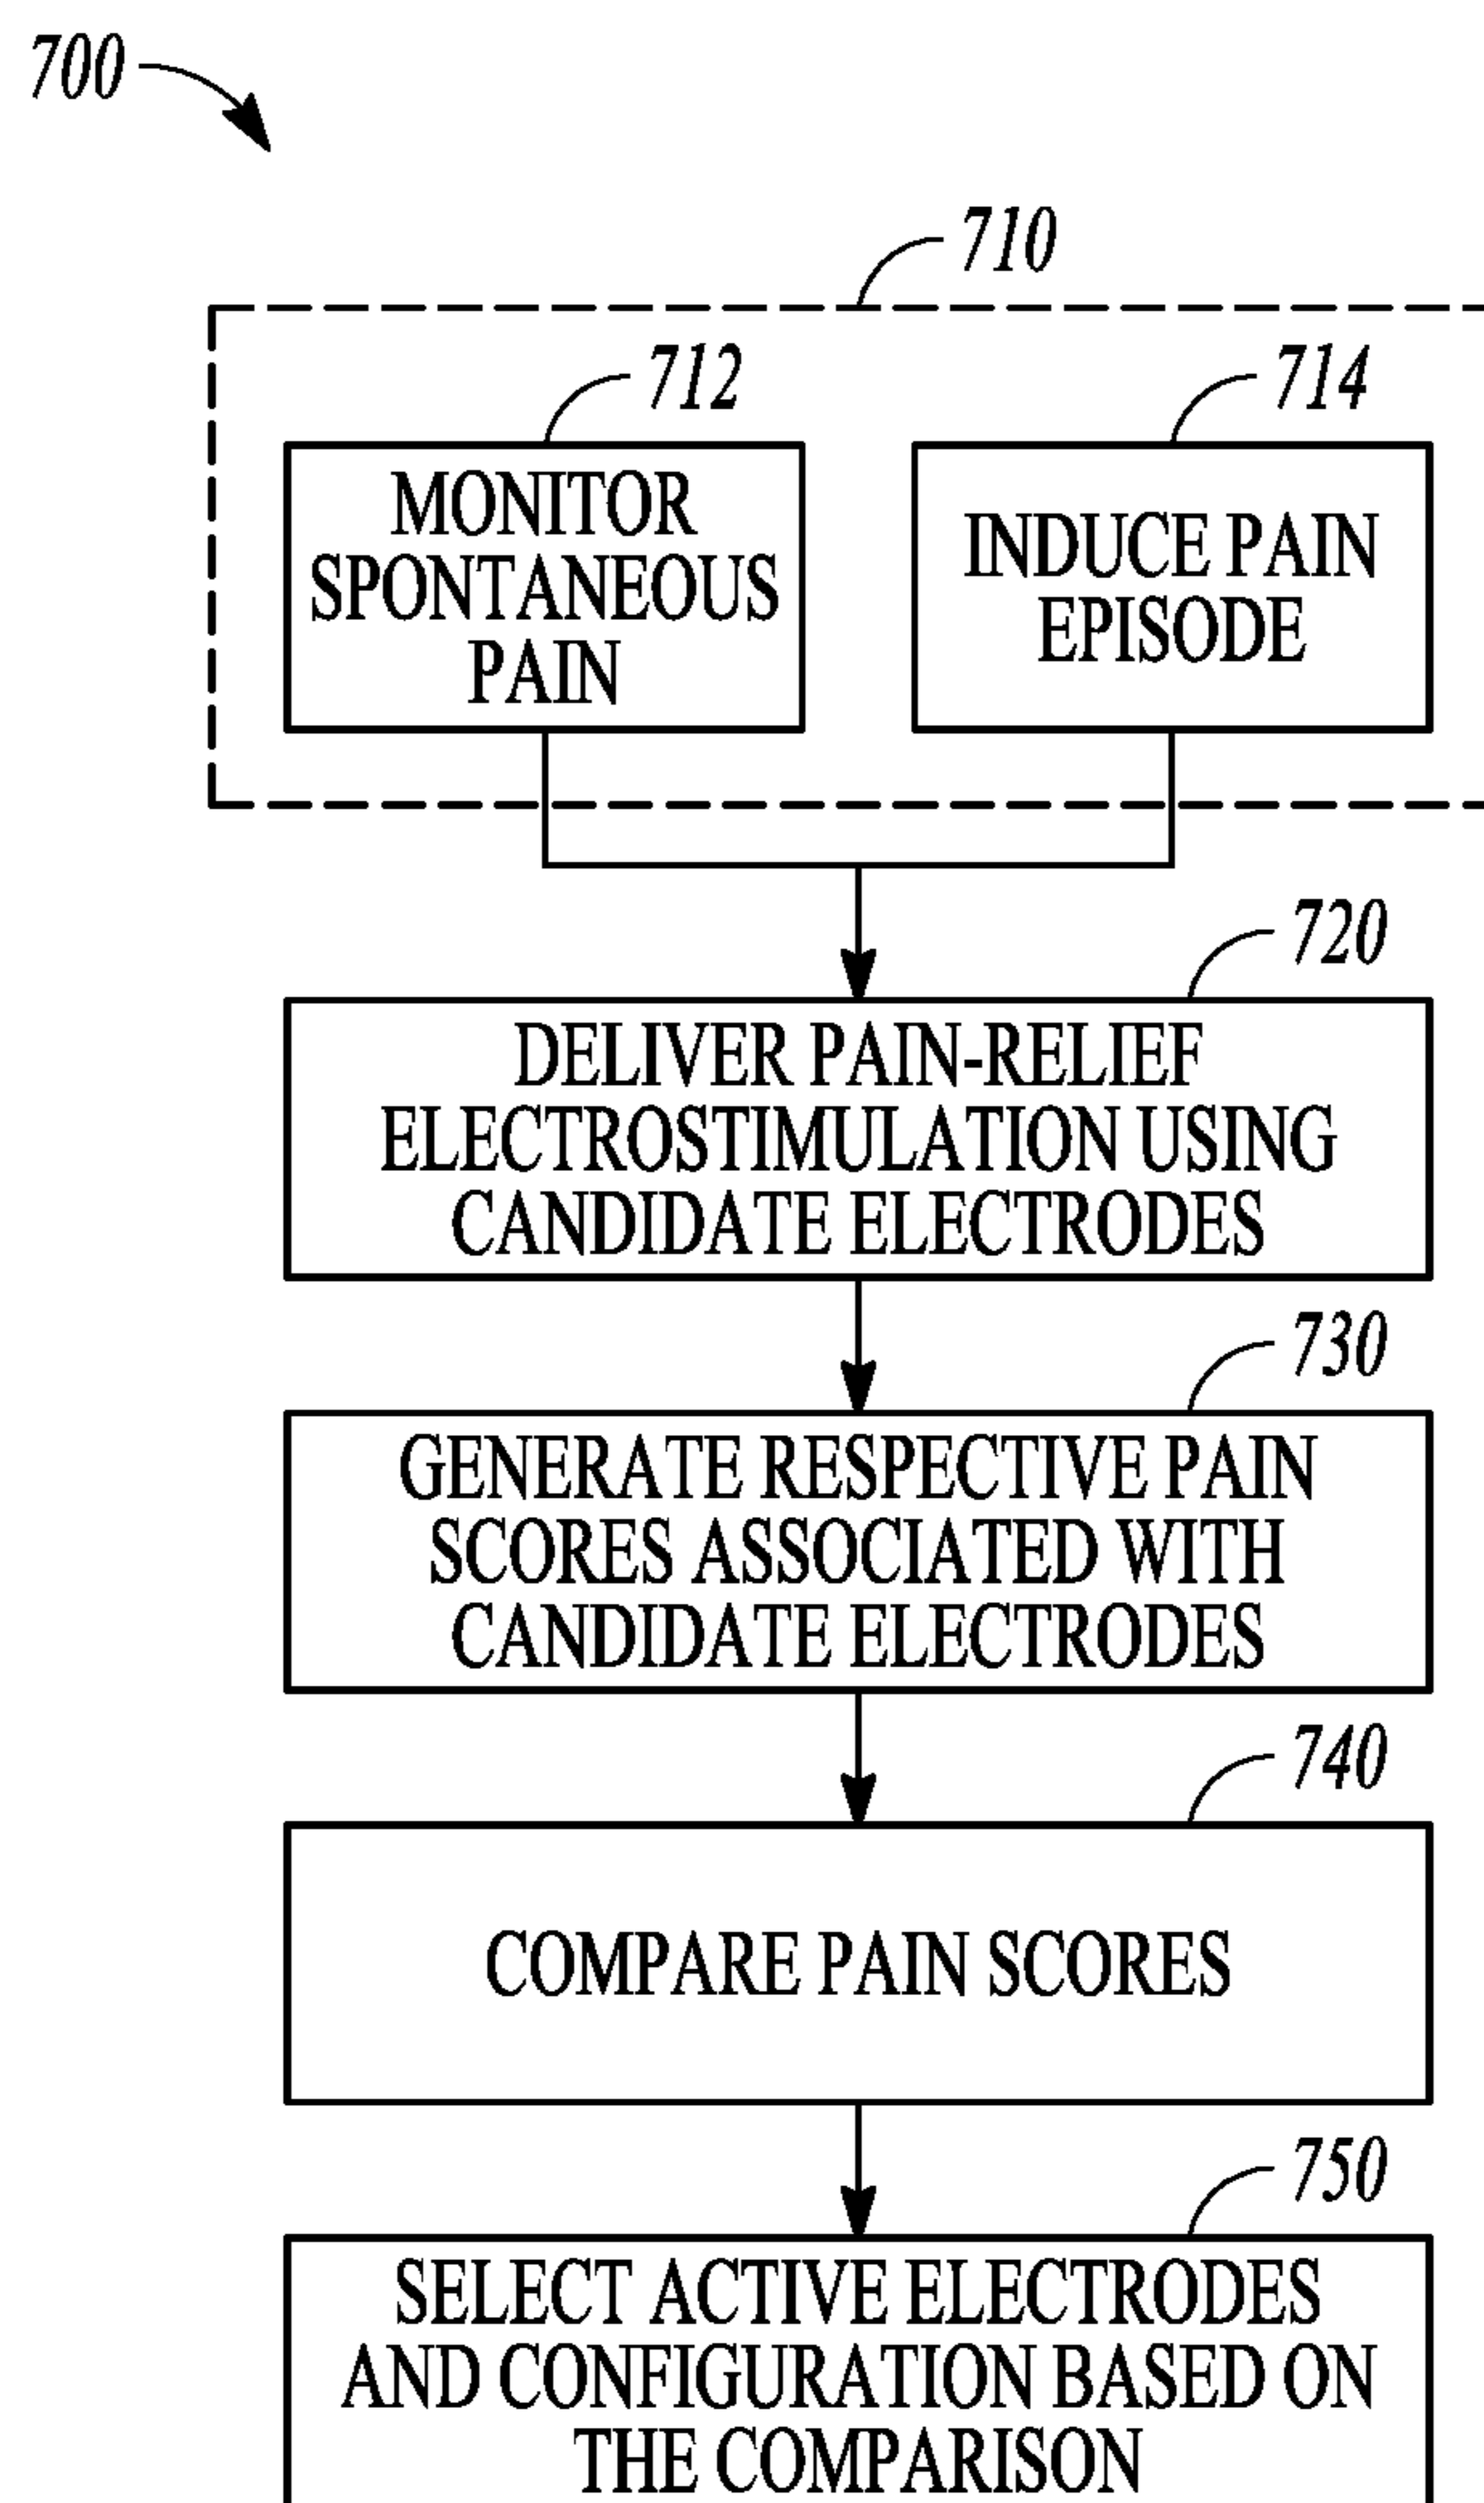 700
710
712
714
MONITOR
SPONTANEOUS
PAIN
INDUCE PAIN
EPISODE
720
DELIVER PAIN-RELIEF
ELECTROSTIMULATION USING
CANDIDATE ELECTRODES
730
GENERATE RESPECTIVE PAIN
SCORES ASSOCIATED WITH
CANDIDATE ELECTRODES
740
COMPARE PAIN SCORES
750
SELECT ACTIVE ELECTRODES
AND CONFIGURATION BASED ON
THE COMPARISON